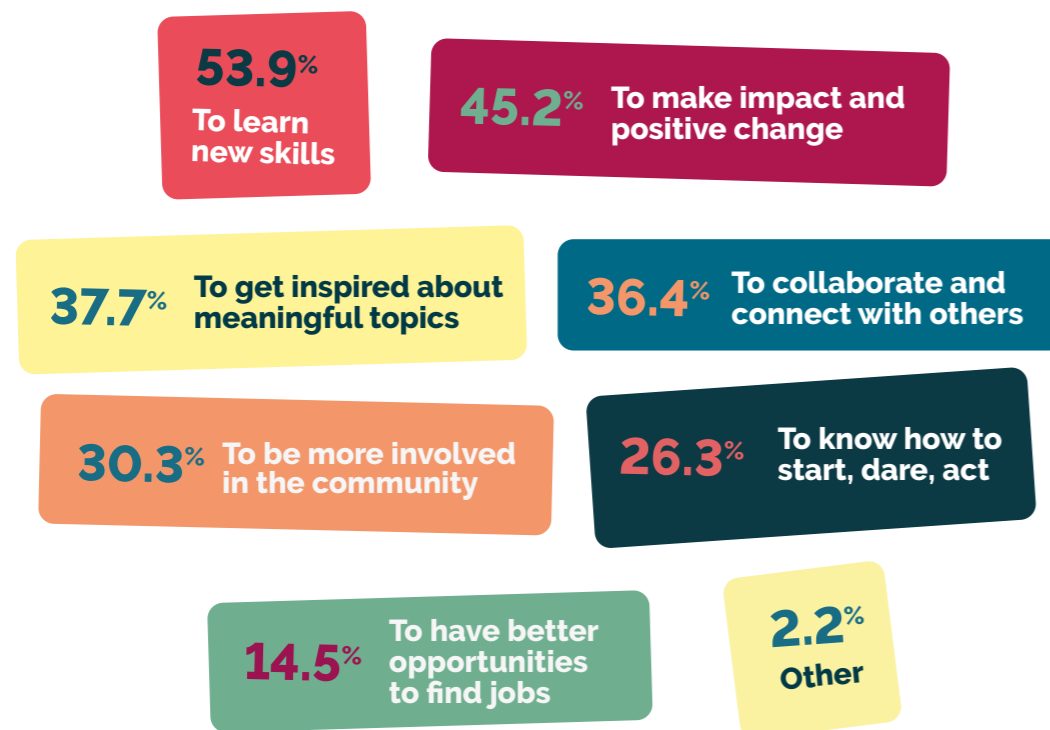 53.9%
To learn
new skills
45.2%
To make impact and
positive change
37.7%
To get inspired about
meaningful topics
36.4%
To collaborate and
connect with others
30.3%
To be more involved
in the community
26.3%
To know how to
start, dare, act
14.5%
To have better
opportunities
to find jobs
2.2%
Other